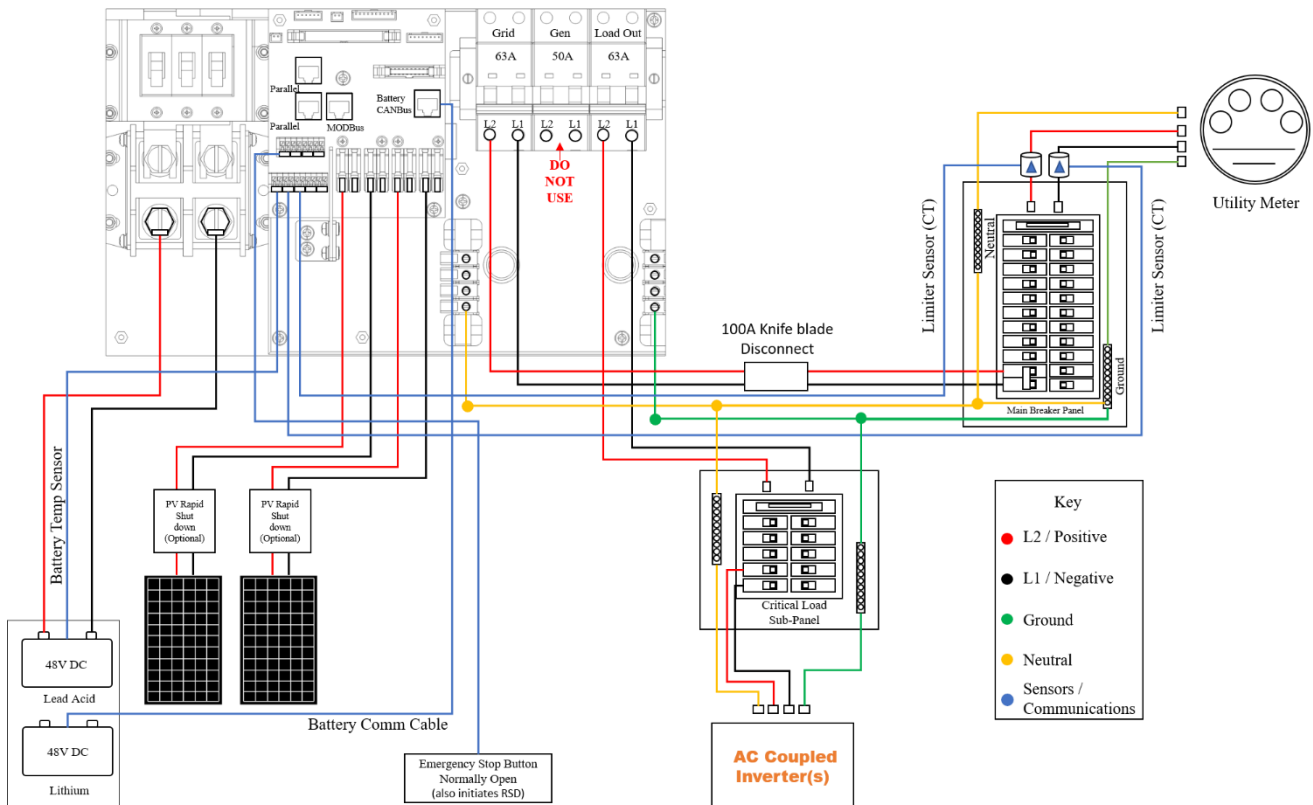 Grid Gen Load Out
63A 50A 63A
Parallel
Parallel
MODBus
Battery
CANBus
L2 L1 L2 L1 L2 L1
DO
NOT
USE
Utility Meter
Limiter Sensor (CT)
Neutral
Limiter Sensor (CT)
Ground
Main Breaker Panel
100A Knife blade
Disconnect
Battery Temp Sensor
PV Rapid
Shut
down
(Optional)
PV Rapid
Shut
down
(Optional)
Critical Load
Sub-Panel
Key
L2 / Positive
L1 / Negative
Ground
Neutral
Sensors /
Communications
48V DC
Lead Acid
48V DC
Lithium
Battery Comm Cable
Emergency Stop Button
Normally Open
(also initiates RSD)
AC Coupled
Inverter(s)